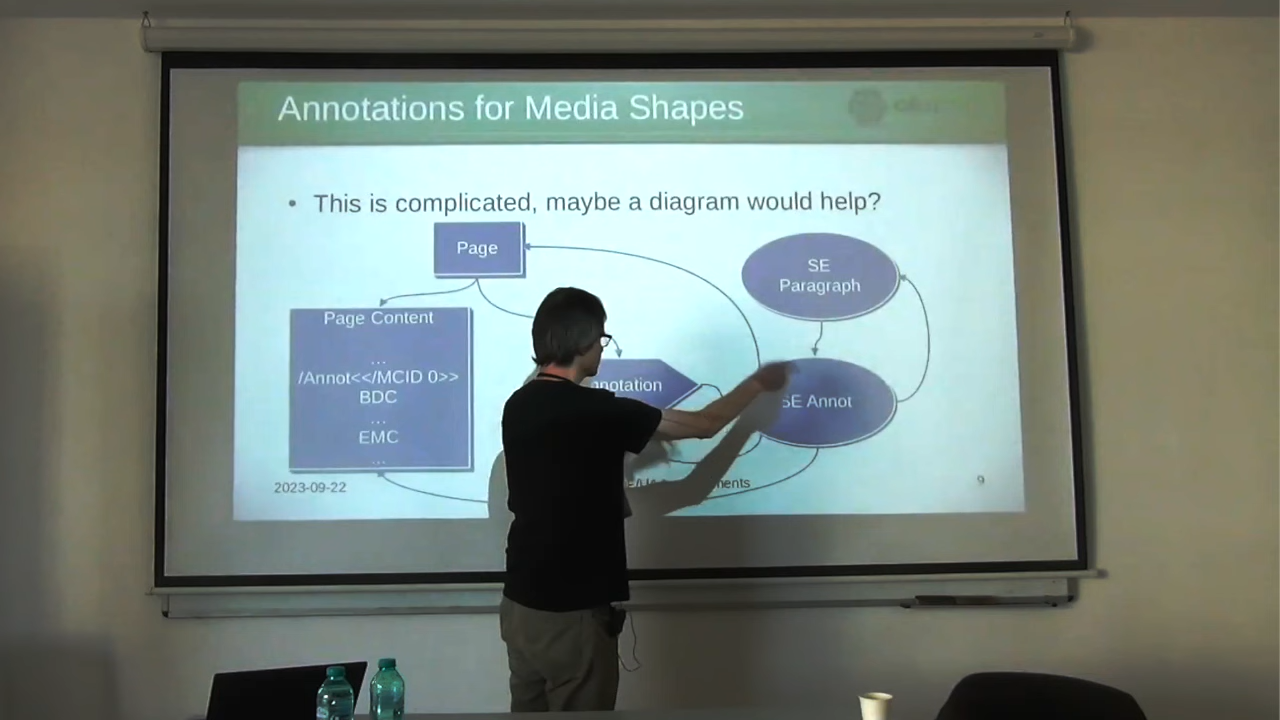 Annotations for Media Shapes
• This is complicated, maybe a diagram would help?
Page
SE
Paragraph
Page Content
...
/Annot<</MCID 0>>
BDC
...
EMC
...
SE Annot
2023-09-22
9